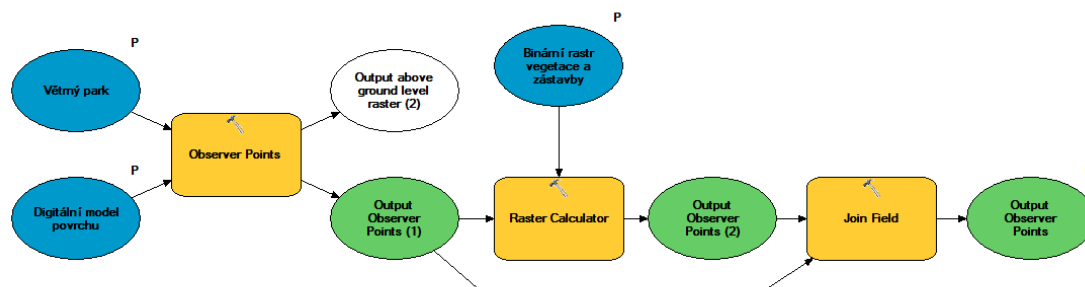 P
Větrný park
Output above
ground level
raster (2)
P
Binární rastr
vegetace a
zástavby
Observer Points
P
Digitální model
povrchu
Output
Observer
Points (1)
Raster Calculator
Output
Observer
Points (2)
Join Field
Output
Observer
Points